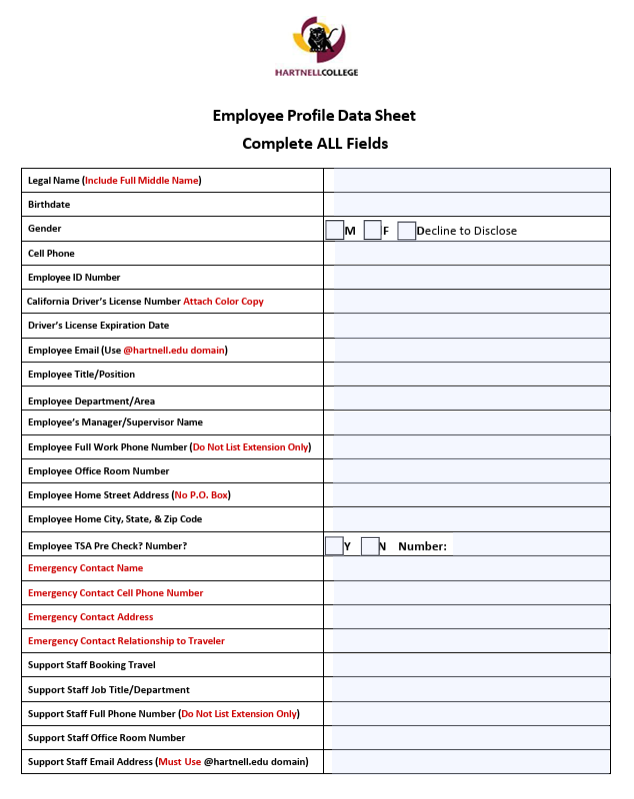 HARTNELLCOLLEGE
Employee Profile Data Sheet
Complete ALL Fields
Legal Name (Include Full Middle Name)
Birthdate
Gender M F Decline to Disclose
Cell Phone
Employee ID Number
California Driver's License Number Attach Color Copy
Driver's License Expiration Date
Employee Email (Use @hartnell.edu domain)
Employee Title/Position
Employee Department/Area
Employee's Manager/Supervisor Name
Employee Full Work Phone Number (Do Not List Extension Only)
Employee Office Room Number
Employee Home Street Address (No P.O. Box)
Employee Home City, State, & Zip Code
Employee TSA Pre Check? Number? Y N Number:
Emergency Contact Name
Emergency Contact Cell Phone Number
Emergency Contact Address
Emergency Contact Relationship to Traveler
Support Staff Booking Travel
Support Staff Job Title/Department
Support Staff Full Phone Number (Do Not List Extension Only)
Support Staff Office Room Number
Support Staff Email Address (Must Use @hartnell.edu domain)